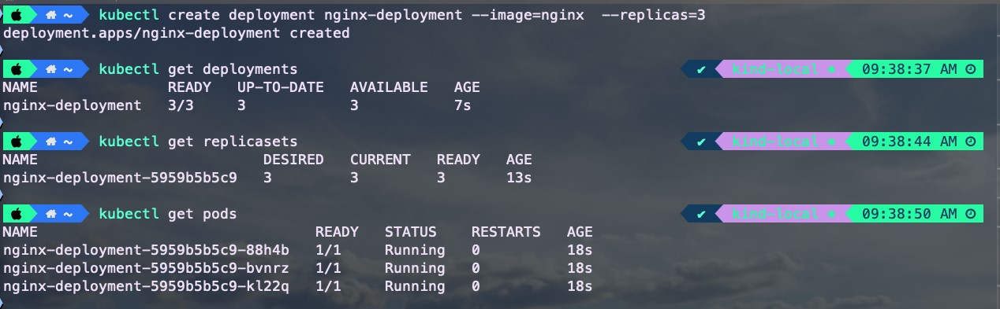 ~ kubectl create deployment nginx-deployment --image=nginx  --replicas=3
deployment.apps/nginx-deployment created
~ kubectl get deployments ✔ kind-local 09:38:37 AM
NAME READY UP-TO-DATE AVAILABLE AGE
nginx-deployment 3/3 3 3 7s
~ kubectl get replicasets ✔ kind-local 09:38:44 AM
NAME DESIRED CURRENT READY AGE
nginx-deployment-5959b5b5c9 3 3 3 13s
~ kubectl get pods ✔ kind-local 09:38:50 AM
NAME READY STATUS RESTARTS AGE
nginx-deployment-5959b5b5c9-88h4b 1/1 Running 0 18s
nginx-deployment-5959b5b5c9-bvnrz 1/1 Running 0 18s
nginx-deployment-5959b5b5c9-kl22q 1/1 Running 0 18s